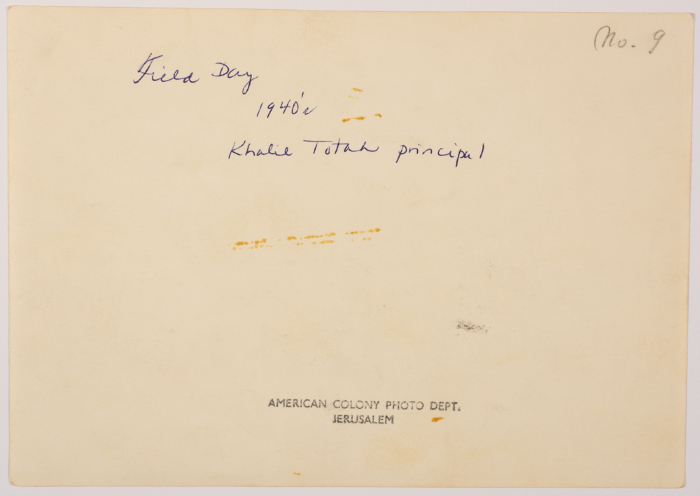 No. 9
Field Day
1940's
Khalil Totah principal
AMERICAN COLONY PHOTO DEPT.
JERUSALEM